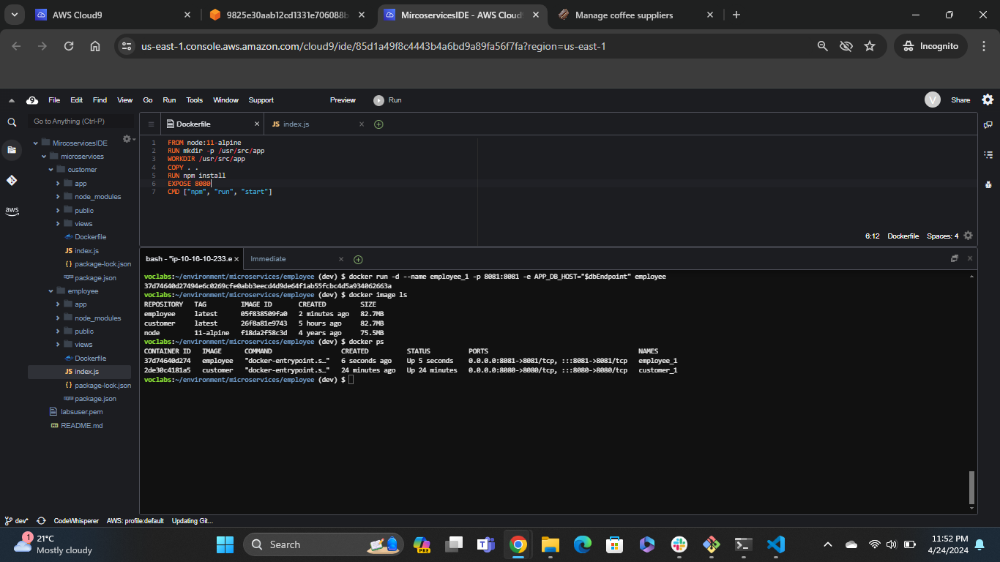 AWS Cloud9
9825e30aab12cd1331e706088b
MircoservicesIDE - AWS Cloud9
Manage coffee suppliers
us-east-1.console.aws.amazon.com/cloud9/ide/85d1a49f8c4443b4a6bd9a89fa56f7fa?region=us-east-1
Incognito
File Edit Find View Go Run Tools Window Support Preview Run
V Share
Go to Anything (Ctrl-P)
MircoservicesIDE
microservices
customer
app
node_modules
public
views
Dockerfile
JS index.js
package-lock.json
package.json
employee
app
node_modules
public
views
Dockerfile
JS index.js
package-lock.json
package.json
labsuser.pem
README.md
aws
Dockerfile
JS index.js
1 FROM node:11-alpine
2 RUN mkdir -p /usr/src/app
3 WORKDIR /usr/src/app
4 COPY . .
5 RUN npm install
6 EXPOSE 8080
7 CMD ["npm", "run", "start"]
6:12 Dockerfile Spaces: 4
bash - "ip-10-16-10-233.e
Immediate
voclabs:~/environment/microservices/employee (dev) $ docker run -d --name employee_1 -p 8081:8081 -e APP_DB_HOST="$dbEndpoint" employee
37d74640d27494e6c0269cfe0abb3eecd4d9de64f1ab55fcbc4d5a934062663a
voclabs:~/environment/microservices/employee (dev) $ docker image ls
REPOSITORY TAG IMAGE ID CREATED SIZE
employee latest 05f838509fa0 2 minutes ago 82.7MB
customer latest 26f8a81e9743 5 hours ago 82.7MB
node 11-alpine f18da2f58c3d 4 years ago 75.5MB
voclabs:~/environment/microservices/employee (dev) $ docker ps
CONTAINER ID IMAGE COMMAND CREATED STATUS PORTS NAMES
37d74640d274 employee "docker-entrypoint.s…" 6 seconds ago Up 5 seconds 0.0.0.0:8081->8081/tcp, :::8081->8081/tcp employee_1
2de30c4181a5 customer "docker-entrypoint.s…" 24 minutes ago Up 24 minutes 0.0.0.0:8080->8080/tcp, :::8080->8080/tcp customer_1
voclabs:~/environment/microservices/employee (dev) $
dev* CodeWhisperer AWS: profile:default Updating Git...
1
21°C
Mostly cloudy
Search
PRE
11:52 PM
4/24/2024